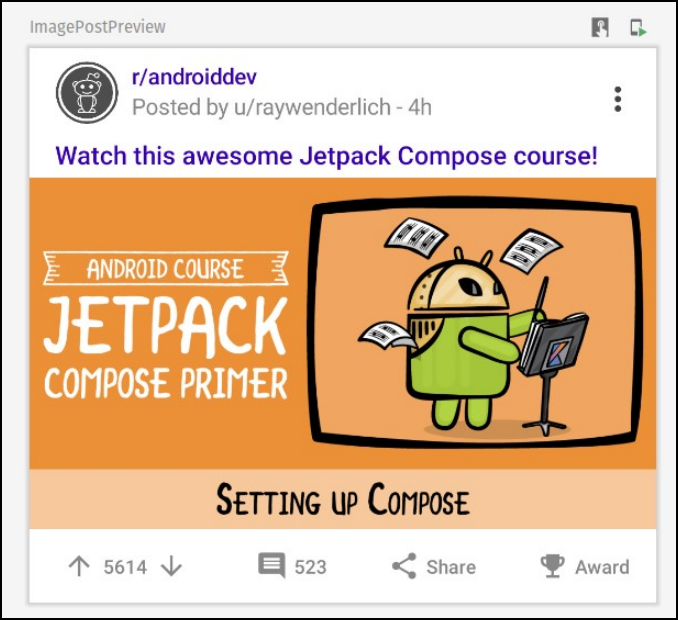 ImagePostPreview
r/androiddev
Posted by u/raywenderlich - 4h
Watch this awesome Jetpack Compose course!
ANDROID COURSE
JETPACK
COMPOSE PRIMER
SETTING UP COMPOSE
5614 523 Share Award